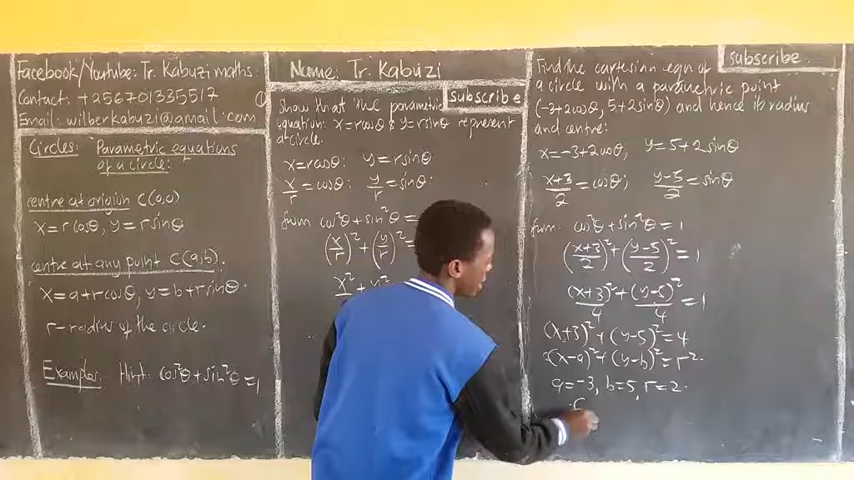 Facebook/Youtube: Tr. Kabuzi maths.
Contact: +256701335517
Email: wilberkabuzi@gmail.com
Circles: Parametric equations
of a circle:
centre at origion C(0,0)
x = r cosθ, y = r sinθ
centre at any point C(a,b).
x = a + r cosθ, y = b + r sinθ.
r - radius of the circle.
Examples. Hint: cos²θ + sin²θ = 1
Name: Tr. Kabuzi
subscribe
① Show that the parametric
equation: x = r cosθ & y = r sinθ represent
a circle.
x = r cosθ: y = r sinθ
x/r = cosθ: y/r = sinθ.
from cos²θ + sin²θ =
(x/r)² + (y/r)² =
x² + y²
subscribe
Find the cartesian eqn of
a circle with a parametric point
(-3+2cosθ, 5+2sinθ) and hence its radius
and centre:
x = -3+2cosθ, y = 5+2sinθ
(x+3)/2 = cosθ; (y-5)/2 = sinθ
from cos²θ + sin²θ = 1
((x+3)/2)² + ((y-5)/2)² = 1
(x+3)²/4 + (y-5)²/4 = 1
(x+3)² + (y-5)² = 4
(x-a)² + (y-b)² = r².
a = -3, b = 5, r = 2.
C